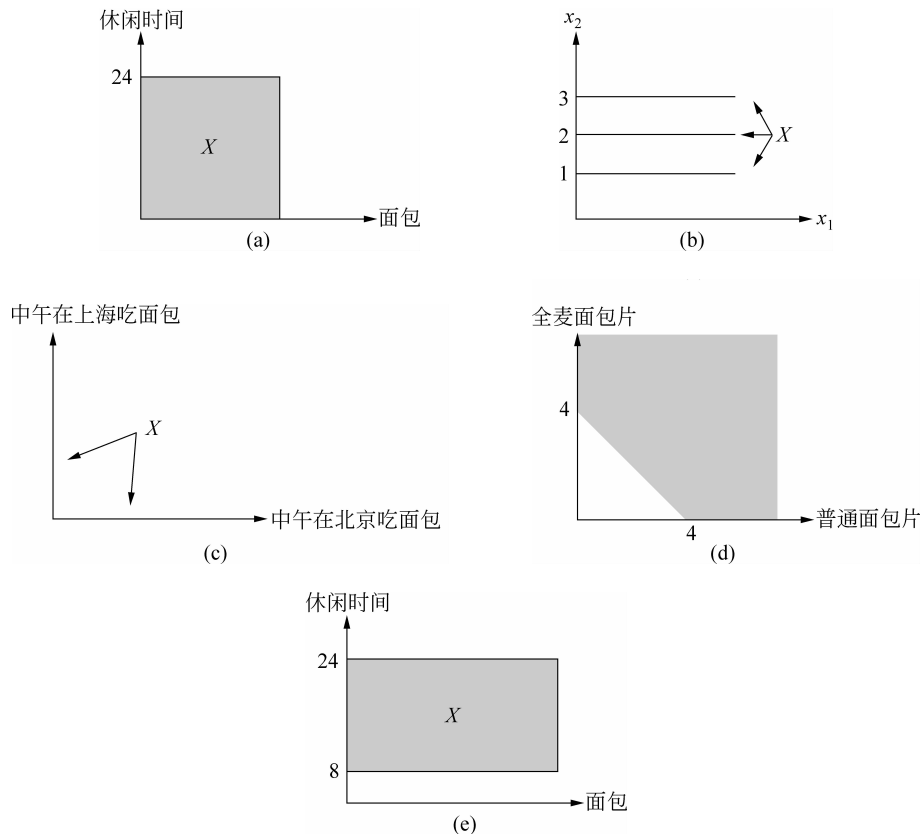 休闲时间
24
X
面包
(a)
x₂
3
2
1
X
x₁
(b)
中午在上海吃面包
X
中午在北京吃面包
(c)
全麦面包片
4
4
普通面包片
(d)
休闲时间
24
X
8
面包
(e)